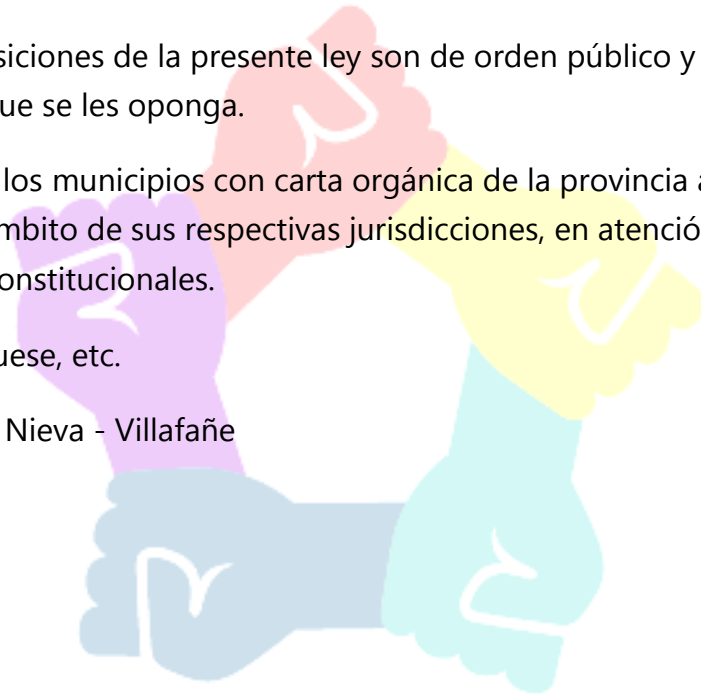 siciones de la presente ley son de orden público y
ue se les oponga.
los municipios con carta orgánica de la provincia a
mbito de sus respectivas jurisdicciones, en atenció
onstitucionales.
uese, etc.
Nieva - Villafañe